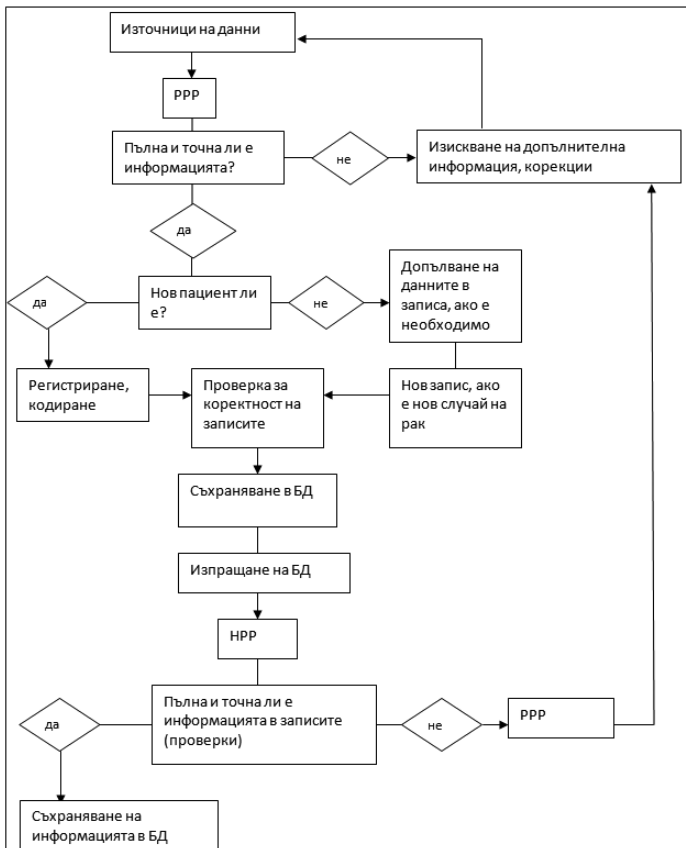 Източници на данни
РРР
Пълна и точна ли е
информацията?
не
Изискване на допълнителна
информация, корекции
да
Нов пациент ли
е?
да
не
Допълване на
данните в
записа, ако е
необходимо
Регистриране,
кодиране
Проверка за
коректност на
записите
Нов запис, ако
е нов случай на
рак
Съхраняване в БД
Изпращане на БД
НРР
Пълна и точна ли е
информацията в записите
(проверки)
да
не
РРР
Съхраняване на
информацията в БД